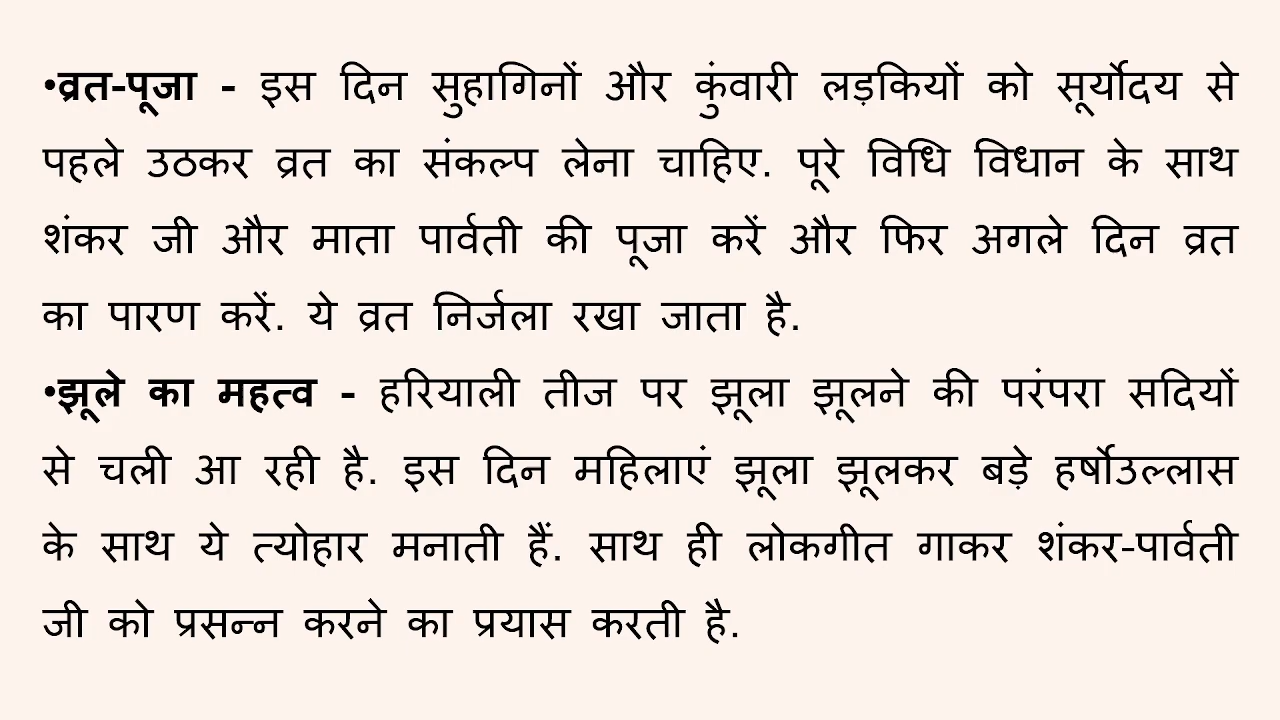 •व्रत-पूजा - इस दिन सुहागिनों और कुंवारी लड़कियों को सूर्योदय से
पहले उठकर व्रत का संकल्प लेना चाहिए. पूरे विधि विधान के साथ
शंकर जी और माता पार्वती की पूजा करें और फिर अगले दिन व्रत
का पारण करें. ये व्रत निर्जला रखा जाता है.
•झूले का महत्व - हरियाली तीज पर झूला झूलने की परंपरा सदियों
से चली आ रही है. इस दिन महिलाएं झूला झूलकर बड़े हर्षोउल्लास
के साथ ये त्योहार मनाती हैं. साथ ही लोकगीत गाकर शंकर-पार्वती
जी को प्रसन्न करने का प्रयास करती है.